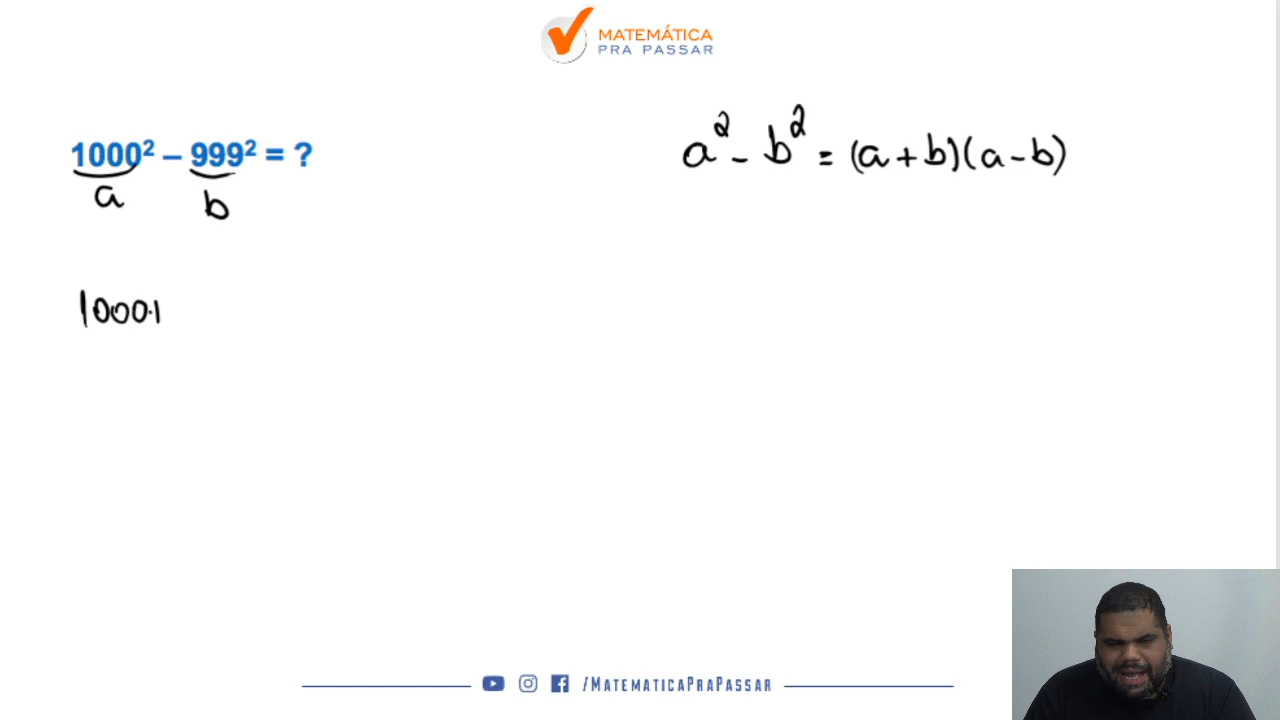 MATEMÁTICA
PRA PASSAR
1000² – 999² = ?
a b
a² - b² = (a + b)(a - b)
1000.1
/MATEMATICAPRAPASSAR